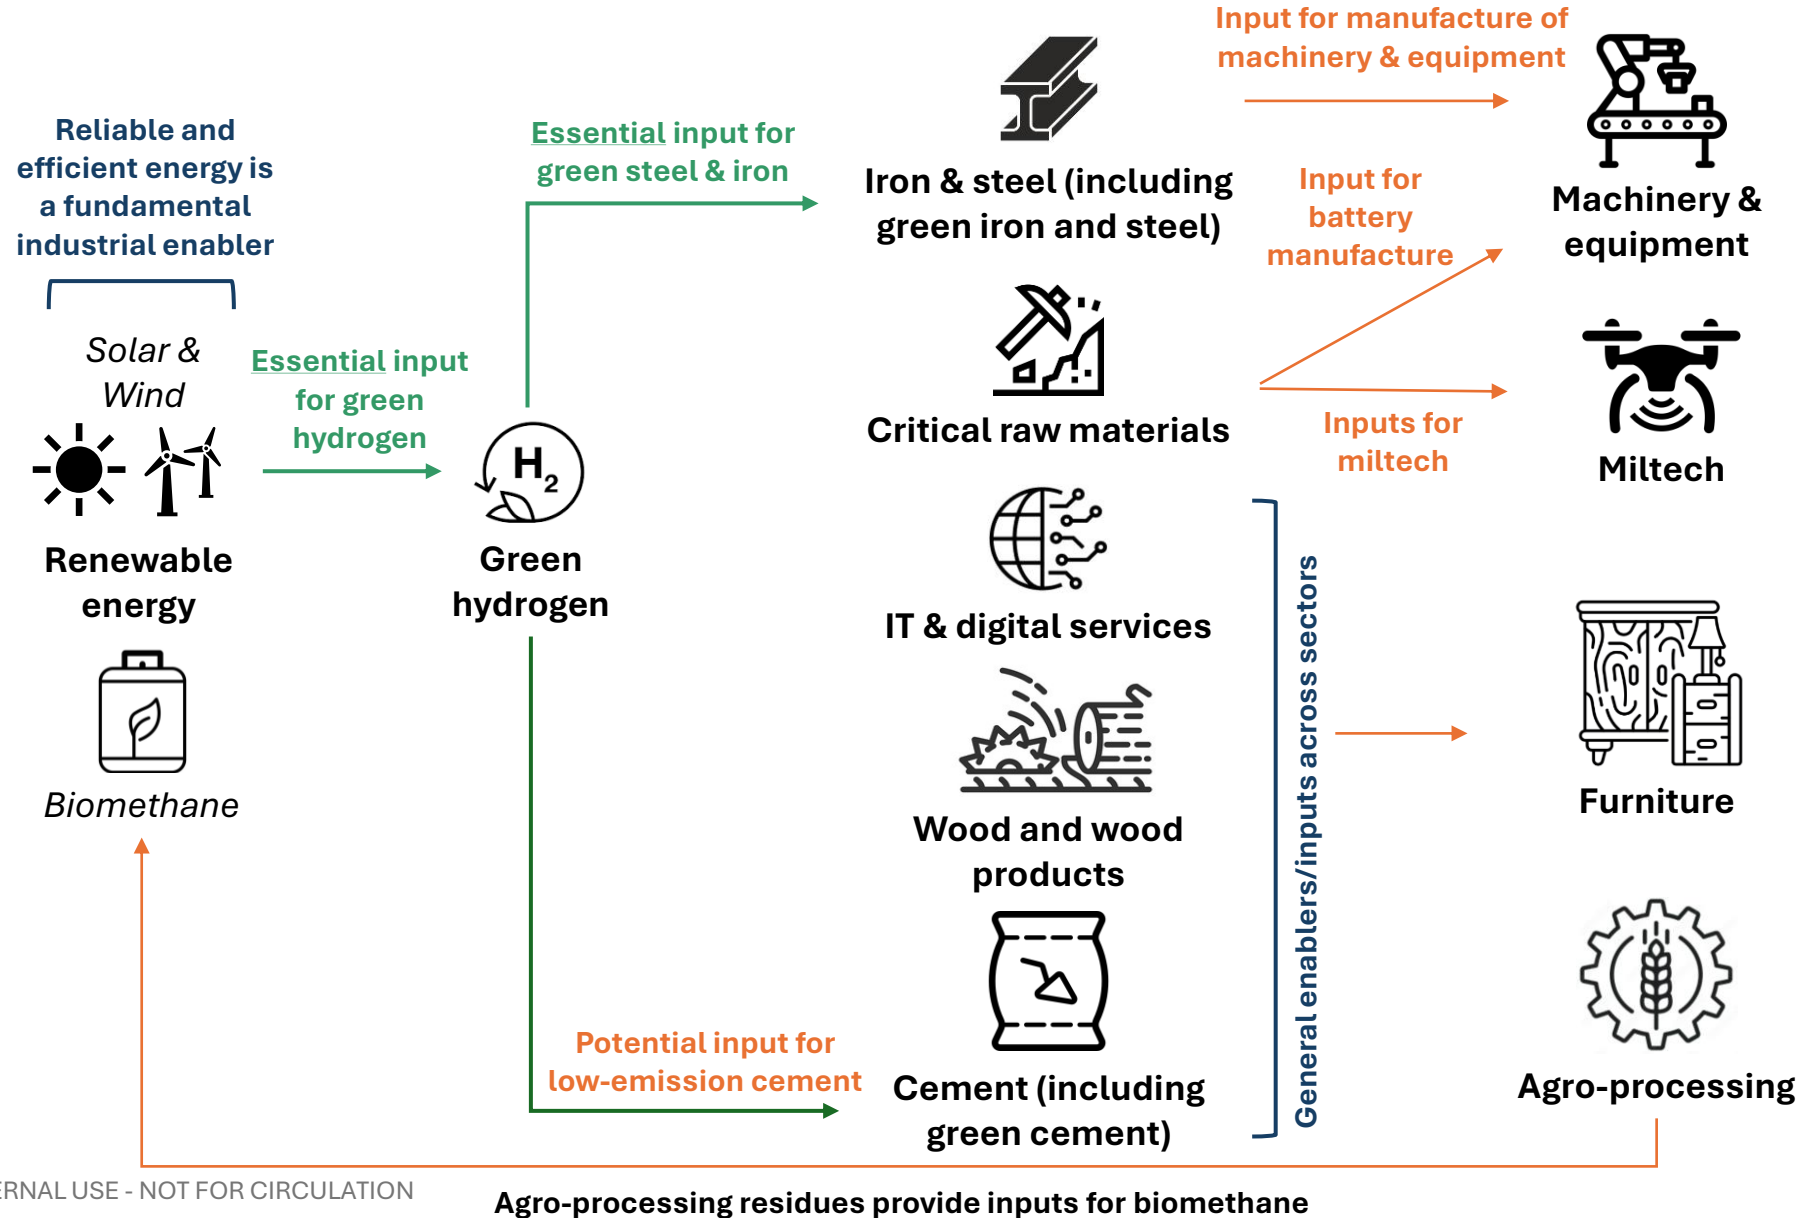 Input for manufacture of
machinery & equipment
Reliable and
efficient energy is
a fundamental
industrial enabler
Essential input for
green steel & iron
Iron & steel (including
green iron and steel)
Input for
battery
manufacture
Machinery &
equipment
Solar &
Wind
Essential input
for green
hydrogen
Critical raw materials
Inputs for
miltech
Miltech
H2
Renewable
energy
Green
hydrogen
IT & digital services
General enablers/inputs across sectors
Biomethane
Wood and wood
products
Furniture
Potential input for
low-emission cement
Cement (including
green cement)
Agro-processing
USE - NOT FOR CIRCULATION
Agro-processing residues provide inputs for biomethane